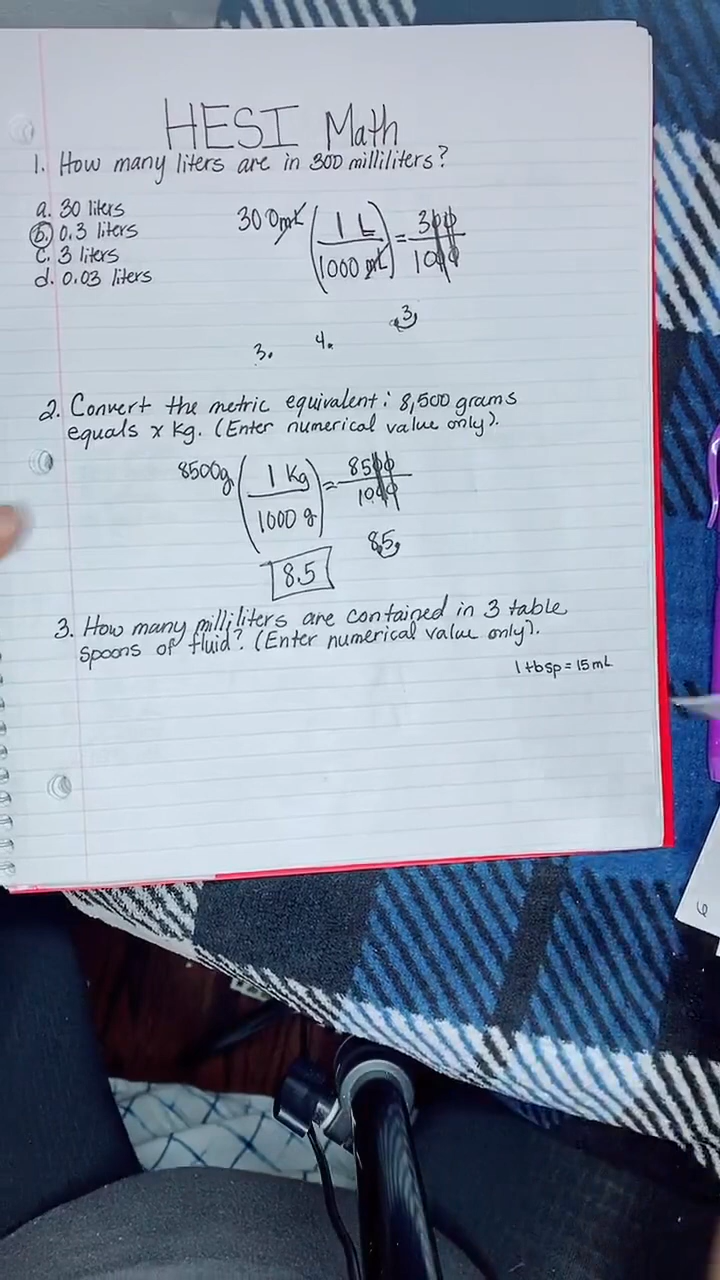 HESI Math
1. How many liters are in 300 milliliters?
a. 30 liters
b. 0.3 liters
c. 3 liters
d. 0.03 liters
300mL (1 L / 1000 mL) = 300 / 1000
.3.
3. 4.
2. Convert the metric equivalent: 8,500 grams
equals x Kg. (Enter numerical value only).
8500g (1 Kg / 1000 g) = 8500 / 1000
8.5.
8.5
3. How many milliliters are contained in 3 table
spoons of fluid? (Enter numerical value only).
1 tbsp = 15 mL